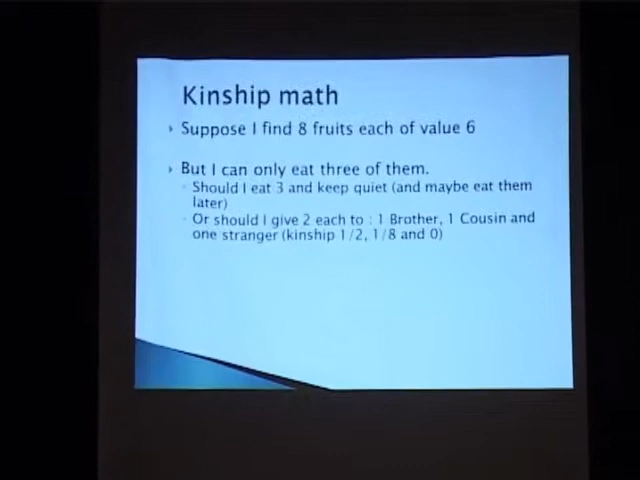 Kinship math
Suppose I find 8 fruits each of value 6
But I can only eat three of them.
Should I eat 3 and keep quiet (and maybe eat them
later)
Or should I give 2 each to : 1 Brother, 1 Cousin and
one stranger (kinship 1/2, 1/8 and 0)